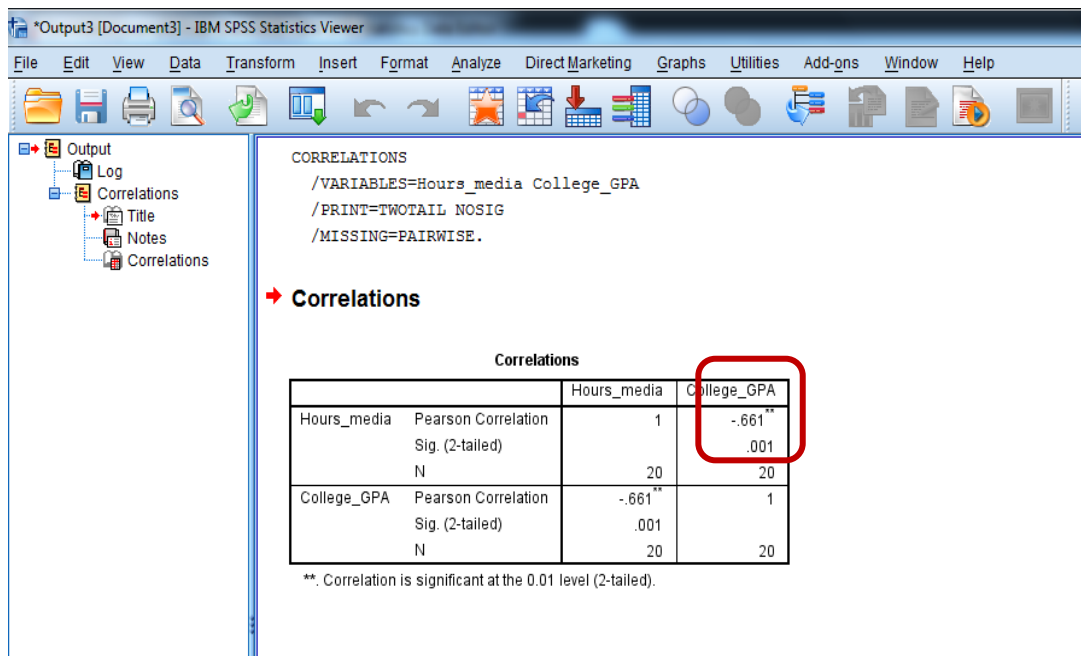 *Output3 [Document3] - IBM SPSS Statistics Viewer
File Edit View Data Transform Insert Format Analyze Direct Marketing Graphs Utilities Add-ons Window Help
Output
Log
Correlations
Title
Notes
Correlations
CORRELATIONS
/VARIABLES=Hours_media College_GPA
/PRINT=TWOTAIL NOSIG
/MISSING=PAIRWISE.
Correlations
Correlations
Hours_media College_GPA
Hours_media Pearson Correlation 1 -.661**
Sig. (2-tailed) .001
N 20 20
College_GPA Pearson Correlation -.661** 1
Sig. (2-tailed) .001
N 20 20
**. Correlation is significant at the 0.01 level (2-tailed).